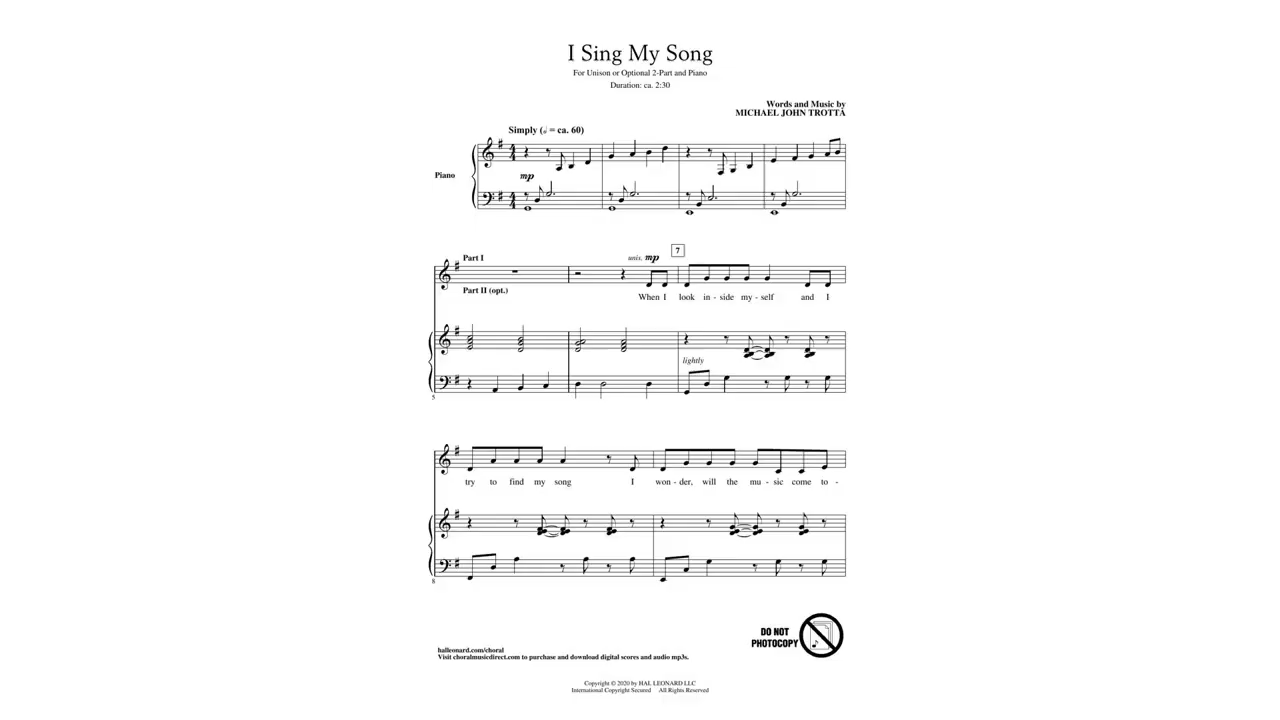 I Sing My Song
For Unison or Optional 2-Part and Piano
Duration: ca. 2:30
Words and Music by
MICHAEL JOHN TROTTA
Simply (𝅗𝅥 = ca. 60)
Piano
mp
7
Part I
unis. mp
Part II (opt.)
When I look in - side my - self and I
lightly
5
try to find my song I won - der, will the mu - sic come to -
8
DO NOT
PHOTOCOPY
halleonard.com/choral
Visit choralmusicdirect.com to purchase and download digital scores and audio mp3s.
Copyright © 2020 by HAL LEONARD LLC
International Copyright Secured All Rights Reserved